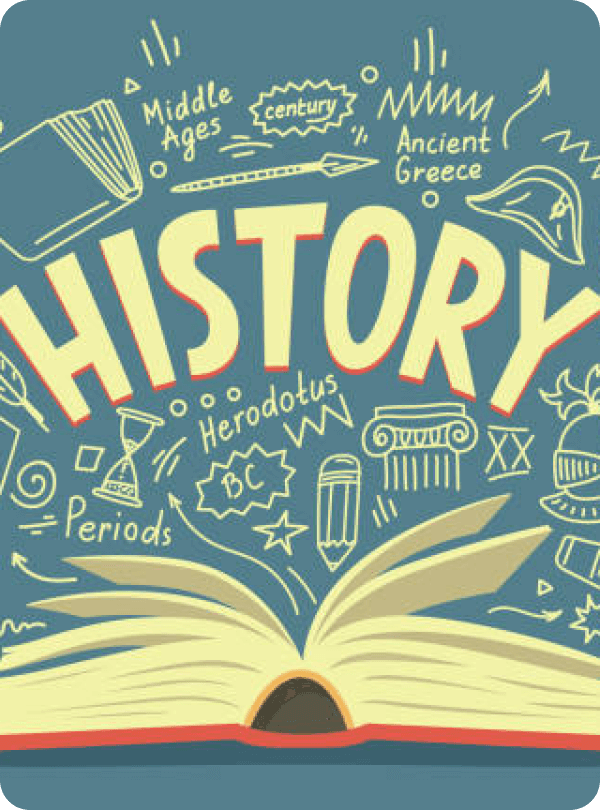 Middle
Ages
century
%
Ancient
Greece
HISTORY
Herodotus
BC
XX
Periods